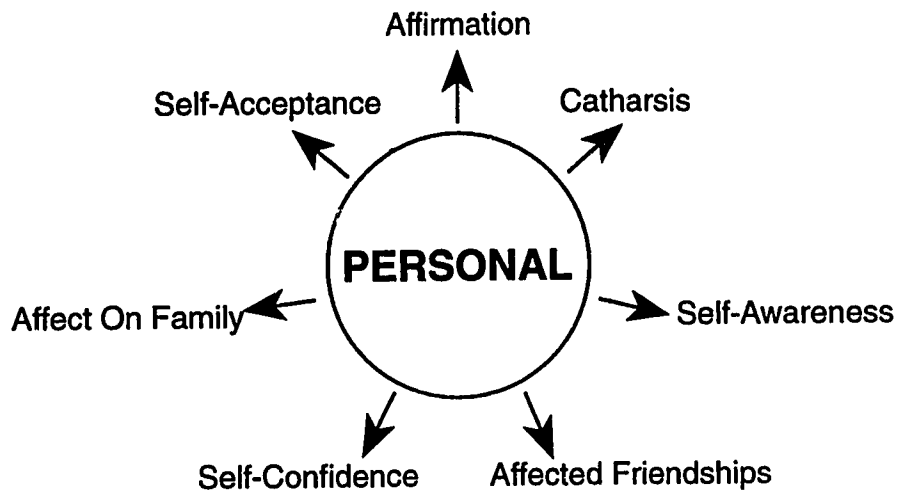 Affirmation
Self-Acceptance
Catharsis
PERSONAL
Affect On Family
Self-Awareness
Self-Confidence
Affected Friendships